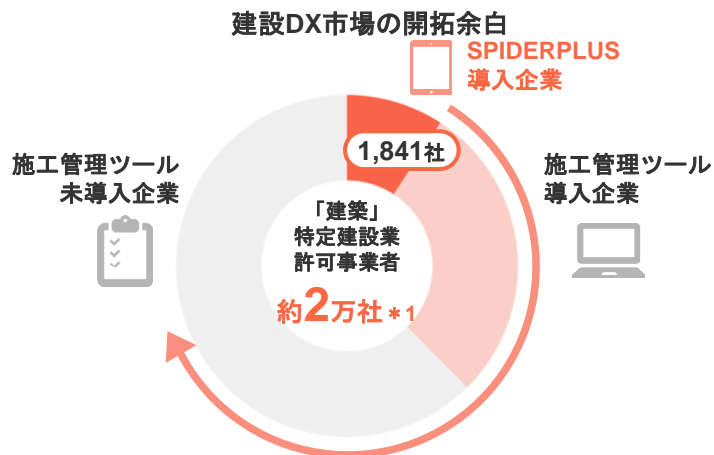 建設DX市場の開拓余白
SPIDERPLUS
導入企業
1,841社
施工管理ツール
未導入企業
施工管理ツール
導入企業
「建築」
特定建設業
許可事業者
約2万社＊1